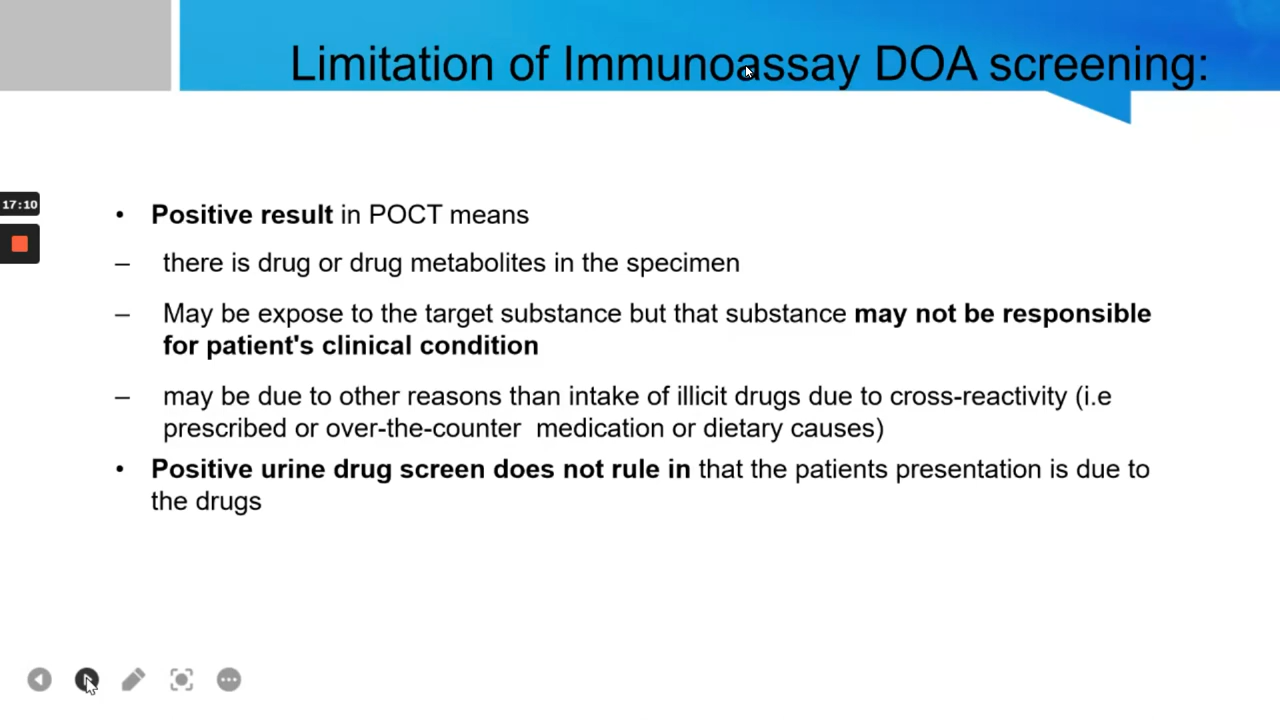 Limitation of Immunoassay DOA screening:
17:10
• Positive result in POCT means
– there is drug or drug metabolites in the specimen
– May be expose to the target substance but that substance may not be responsible
for patient's clinical condition
– may be due to other reasons than intake of illicit drugs due to cross-reactivity (i.e
prescribed or over-the-counter medication or dietary causes)
• Positive urine drug screen does not rule in that the patients presentation is due to
the drugs